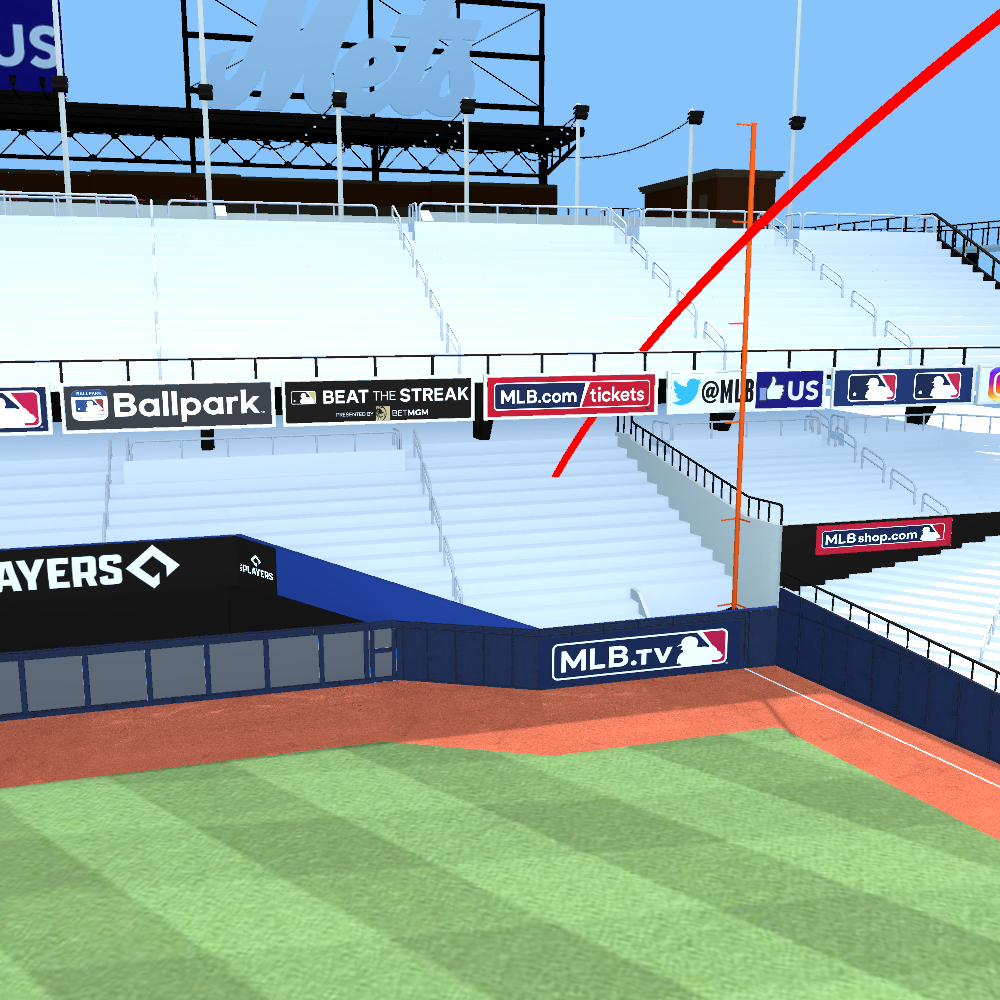 US
Mets
Ballpark
BEAT THE STREAK
PRESENTED BY BETMGM
MLB.com/tickets
@MLB
US
MLBshop.com
AYERS
PLAYERS
MLB.TV